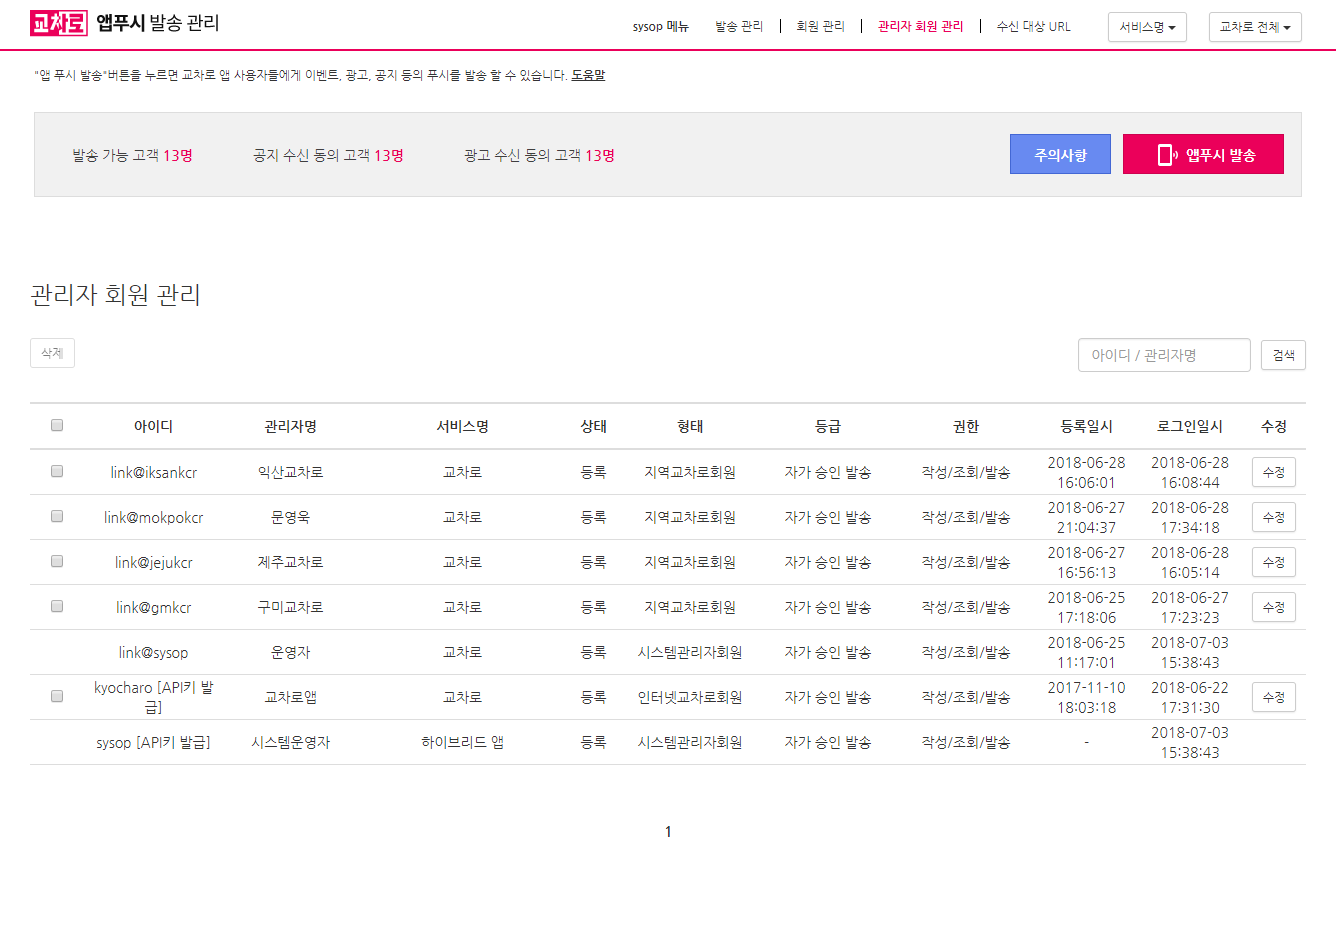 교차로 앱푸시 발송 관리
sysop 메뉴 발송 관리 회원 관리 관리자 회원 관리 수신 대상 URL 서비스명 교차로 전체
"앱 푸시 발송"버튼을 누르면 교차로 앱 사용자들에게 이벤트, 광고, 공지 등의 푸시를 발송 할 수 있습니다. 도움말
발송 가능 고객 13명 공지 수신 동의 고객 13명 광고 수신 동의 고객 13명 주의사항 앱푸시 발송
관리자 회원 관리
삭제 아이디 / 관리자명 검색
아이디 관리자명 서비스명 상태 형태 등급 권한 등록일시 로그인일시 수정
link@iksankcr 익산교차로 교차로 등록 지역교차로회원 자가 승인 발송 작성/조회/발송 2018-06-28 16:06:01 2018-06-28 16:08:44 수정
link@mokpokcr 문영욱 교차로 등록 지역교차로회원 자가 승인 발송 작성/조회/발송 2018-06-27 21:04:37 2018-06-28 17:34:18 수정
link@jejukcr 제주교차로 교차로 등록 지역교차로회원 자가 승인 발송 작성/조회/발송 2018-06-27 16:56:13 2018-06-28 16:05:14 수정
link@gmkcr 구미교차로 교차로 등록 지역교차로회원 자가 승인 발송 작성/조회/발송 2018-06-25 17:18:06 2018-06-27 17:23:23 수정
link@sysop 운영자 교차로 등록 시스템관리자회원 자가 승인 발송 작성/조회/발송 2018-06-25 11:17:01 2018-07-03 15:38:43
kyocharo [API키 발급] 교차로앱 교차로 등록 인터넷교차로회원 자가 승인 발송 작성/조회/발송 2017-11-10 18:03:18 2018-06-22 17:31:30 수정
sysop [API키 발급] 시스템운영자 하이브리드 앱 등록 시스템관리자회원 자가 승인 발송 작성/조회/발송 - 2018-07-03 15:38:43
1